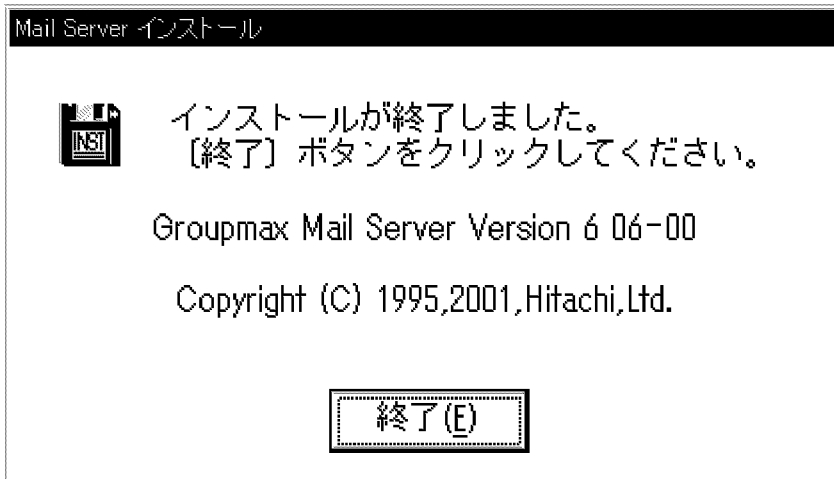 Mail Server インストール
インストールが終了しました。
［終了］ボタンをクリックしてください。
INST
Groupmax Mail Server Version 6 06-00
Copyright (C) 1995,2001,Hitachi,Ltd.
終了(E)